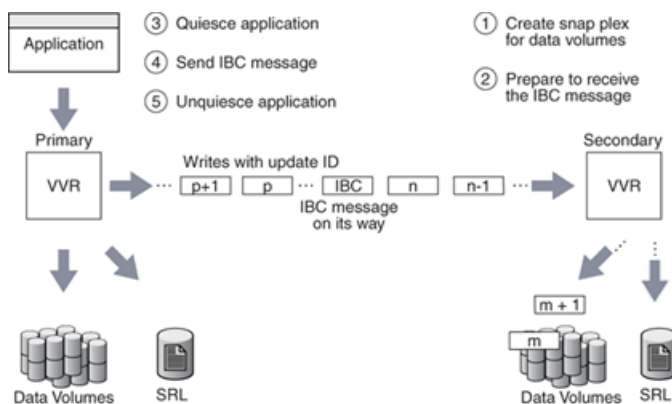 Application
③ Quiesce application
④ Send IBC message
⑤ Unquiesce application
① Create snap plex
for data volumes
② Prepare to receive
the IBC message
Primary
VVR
Writes with update ID
... p+1 p ... IBC n n-1 ...
IBC message
on its way
Secondary
VVR
m + 1
m
Data Volumes
SRL
Data Volumes
SRL